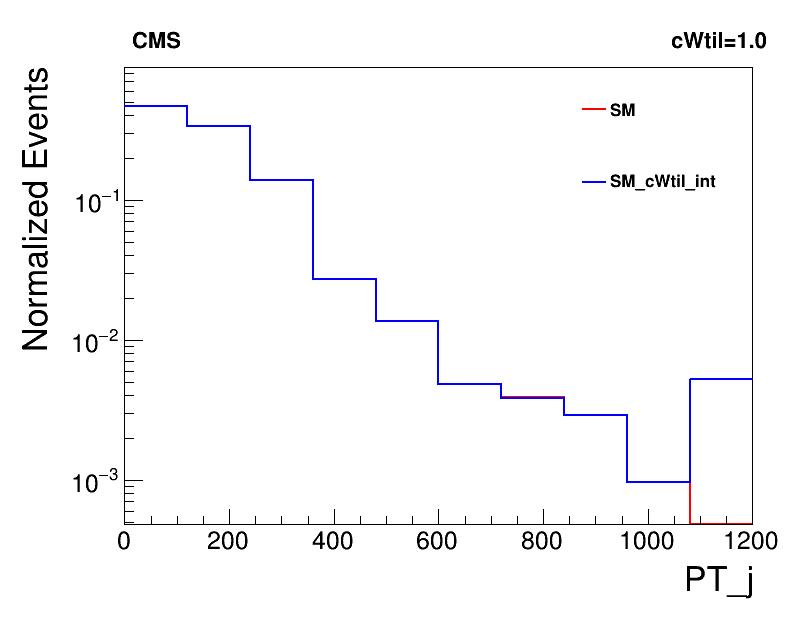 CMS
cWtil=1.0
Normalized Events
SM
SM_cWtil_int
10⁻¹
10⁻²
10⁻³
0 200 400 600 800 1000 1200
PT_j